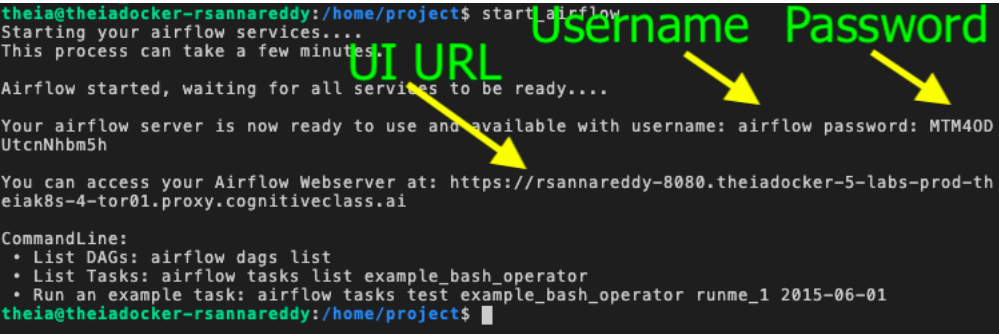 theia@theiadocker-rsannareddy:/home/project$ start_airflow
Username Password
Starting your airflow services....
This process can take a few minutes.
UI URL
Airflow started, waiting for all services to be ready....
Your airflow server is now ready to use and available with username: airflow password: MTM4OD
UtcnNhbm5h
You can access your Airflow Webserver at: https://rsannareddy-8080.theiadocker-5-labs-prod-th
eiak8s-4-tor01.proxy.cognitiveclass.ai
CommandLine:
• List DAGs: airflow dags list
• List Tasks: airflow tasks list example_bash_operator
• Run an example task: airflow tasks test example_bash_operator runme_1 2015-06-01
theia@theiadocker-rsannareddy:/home/project$